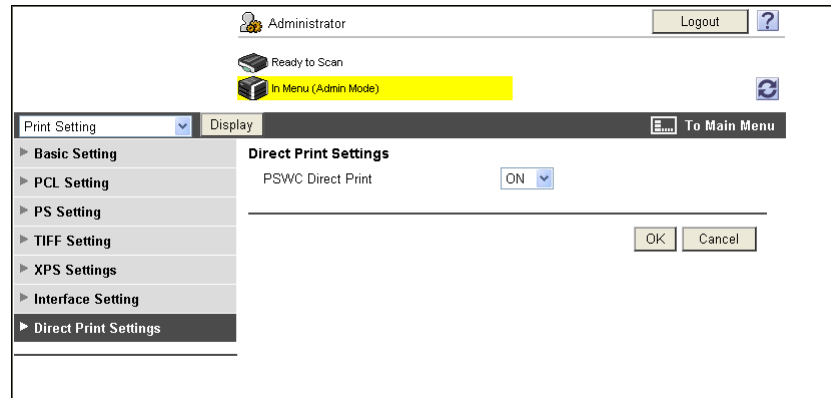 Administrator
Logout
?
Ready to Scan
In Menu (Admin Mode)
Print Setting
Display
To Main Menu
Basic Setting
PCL Setting
PS Setting
TIFF Setting
XPS Settings
Interface Setting
Direct Print Settings
Direct Print Settings
PSWC Direct Print
ON
OK
Cancel